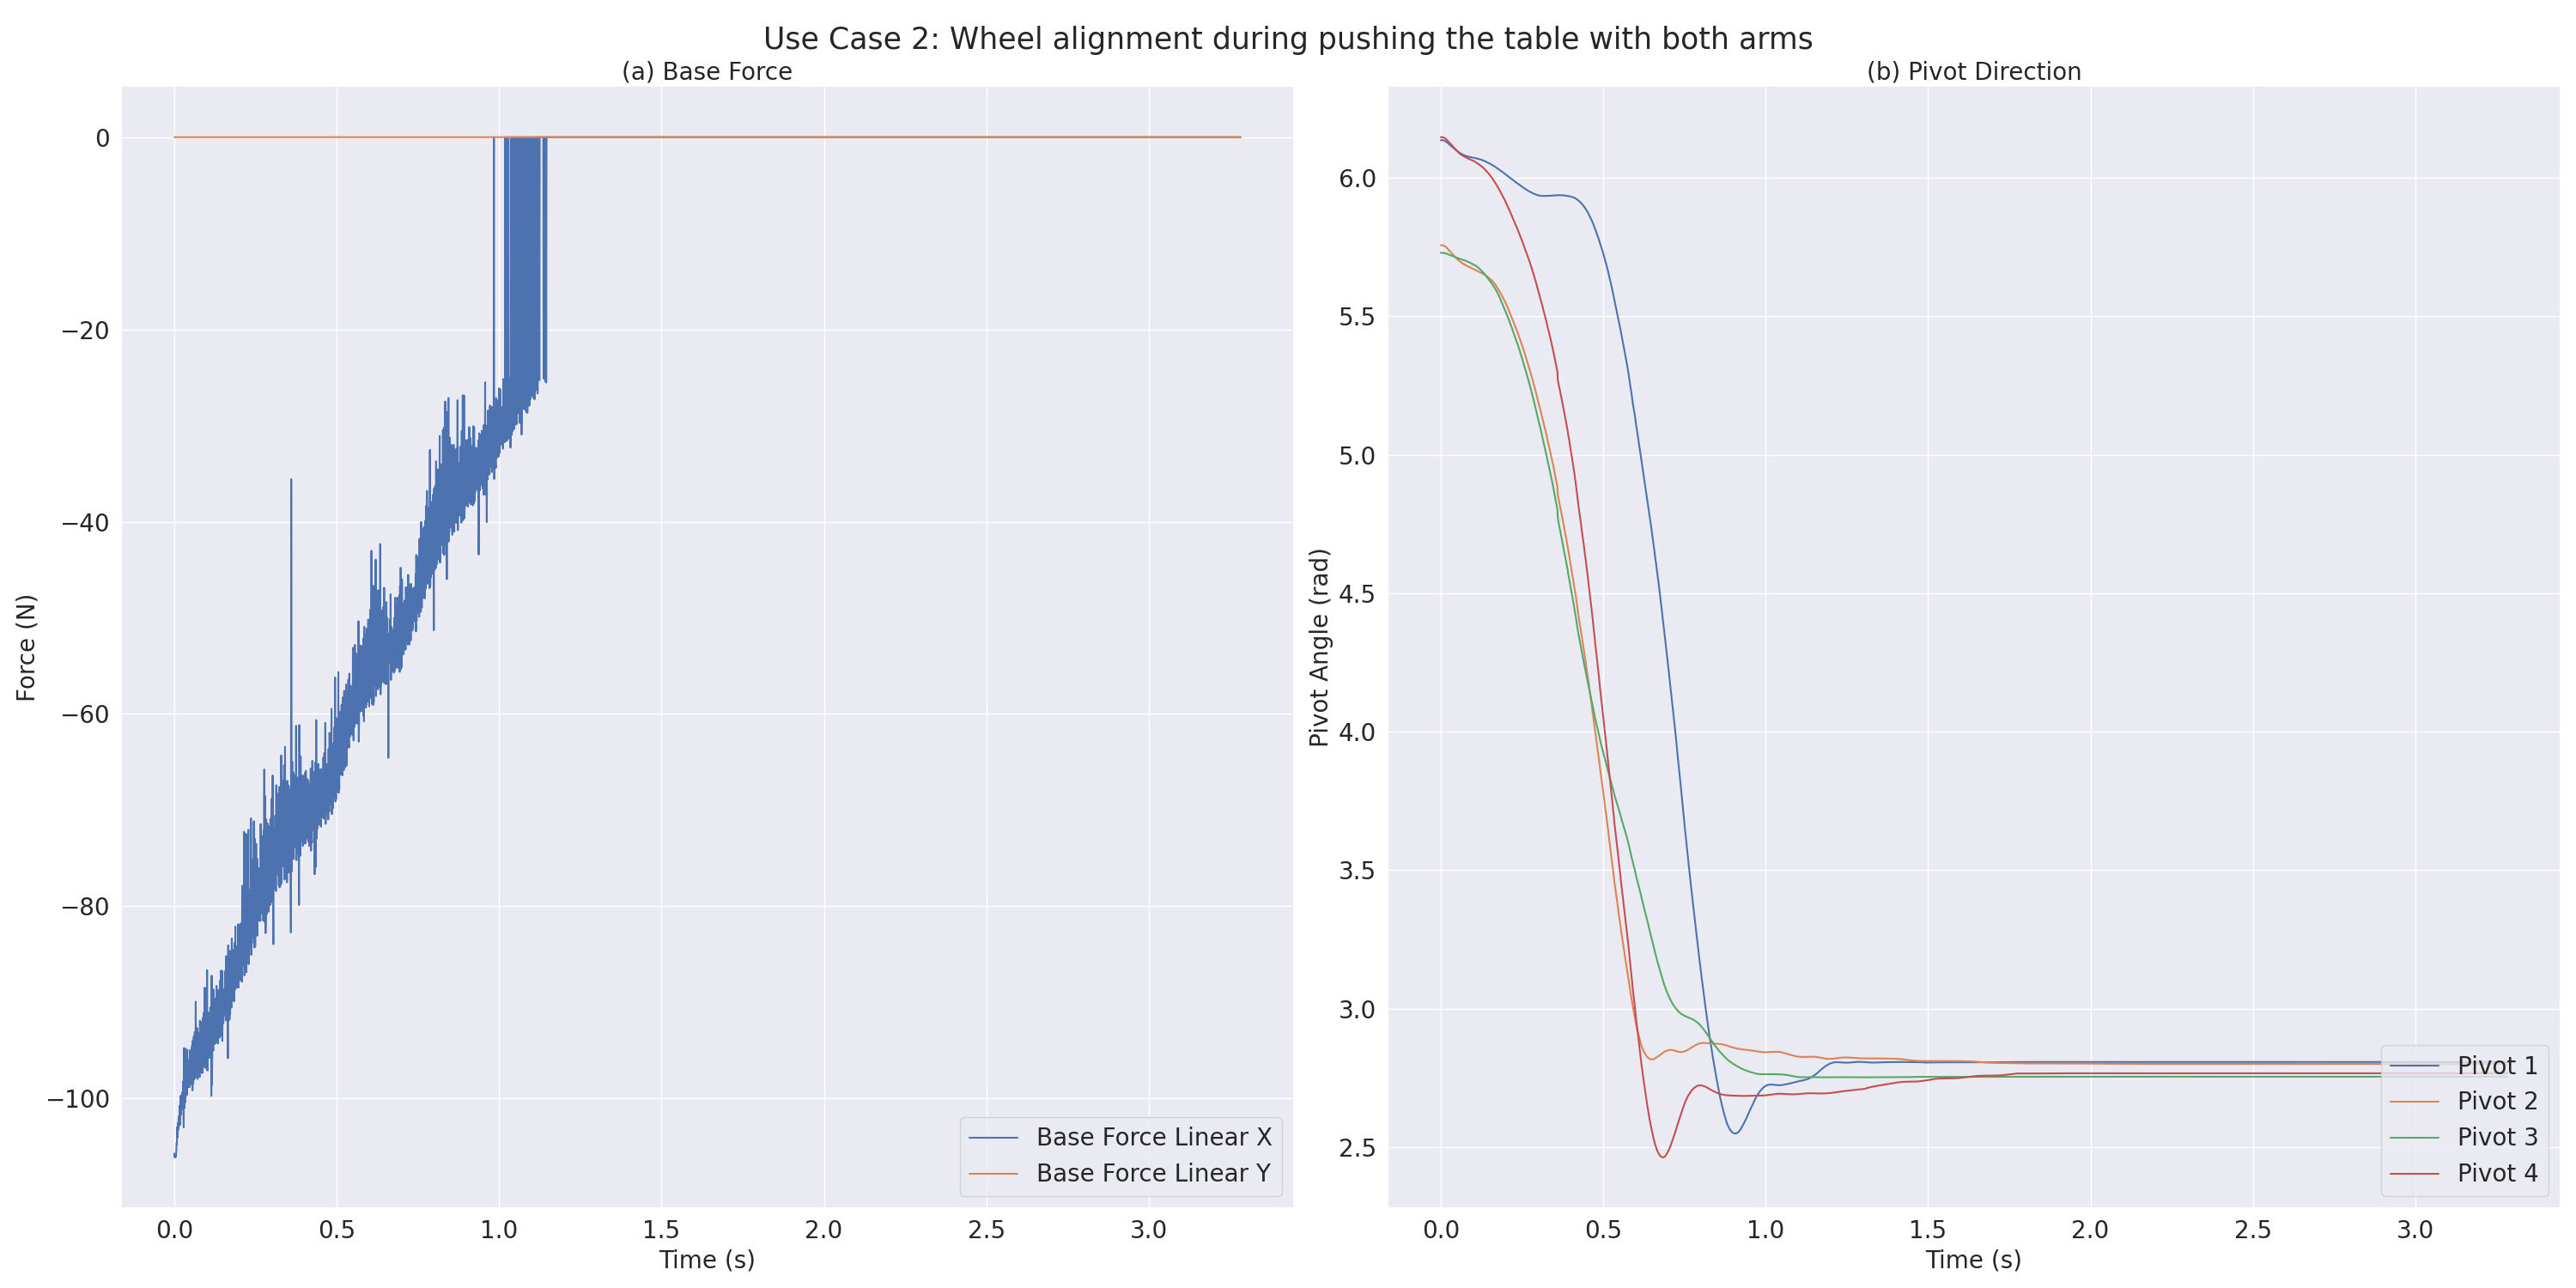 Use Case 2: Wheel alignment during pushing the table with both arms
(a) Base Force
0
−20
−40
−60
−80
−100
Force (N)
0.0 0.5 1.0 1.5 2.0 2.5 3.0
Time (s)
Base Force Linear X
Base Force Linear Y
(b) Pivot Direction
6.0
5.5
5.0
4.5
4.0
3.5
3.0
2.5
Pivot Angle (rad)
0.0 0.5 1.0 1.5 2.0 2.5 3.0
Time (s)
Pivot 1
Pivot 2
Pivot 3
Pivot 4